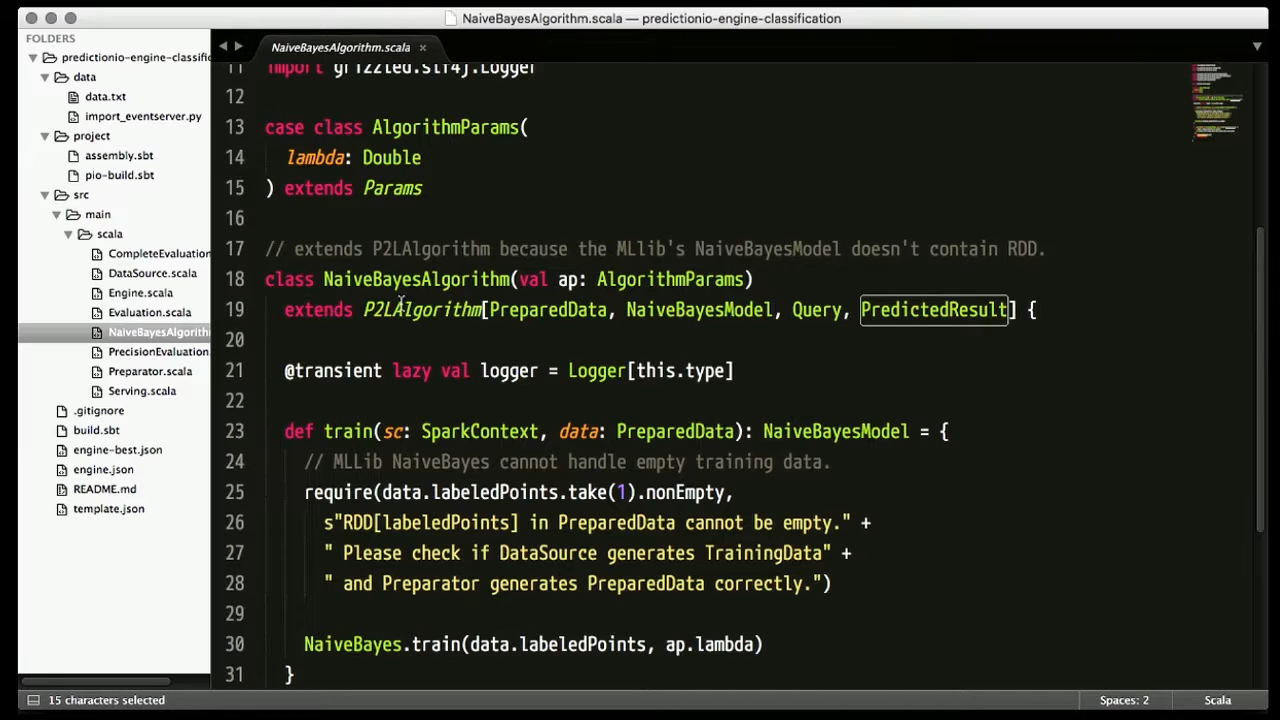 NaiveBayesAlgorithm.scala — predictionio-engine-classification
FOLDERS
predictionio-engine-classific
data
data.txt
import_eventserver.py
project
assembly.sbt
pio-build.sbt
src
main
scala
CompleteEvaluation
DataSource.scala
Engine.scala
Evaluation.scala
NaiveBayesAlgorithm
PrecisionEvaluation
Preparator.scala
Serving.scala
.gitignore
build.sbt
engine-best.json
engine.json
README.md
template.json
NaiveBayesAlgorithm.scala ×
11 import grizzled.slf4j.Logger
12
13 case class AlgorithmParams(
14 lambda: Double
15 ) extends Params
16
17 // extends P2LAlgorithm because the MLlib's NaiveBayesModel doesn't contain RDD.
18 class NaiveBayesAlgorithm(val ap: AlgorithmParams)
19 extends P2LAlgorithm[PreparedData, NaiveBayesModel, Query, PredictedResult] {
20
21 @transient lazy val logger = Logger[this.type]
22
23 def train(sc: SparkContext, data: PreparedData): NaiveBayesModel = {
24 // MLLib NaiveBayes cannot handle empty training data.
25 require(data.labeledPoints.take(1).nonEmpty,
26 s"RDD[labeledPoints] in PreparedData cannot be empty." +
27 " Please check if DataSource generates TrainingData" +
28 " and Preparator generates PreparedData correctly.")
29
30 NaiveBayes.train(data.labeledPoints, ap.lambda)
31 }
15 characters selected
Spaces: 2
Scala